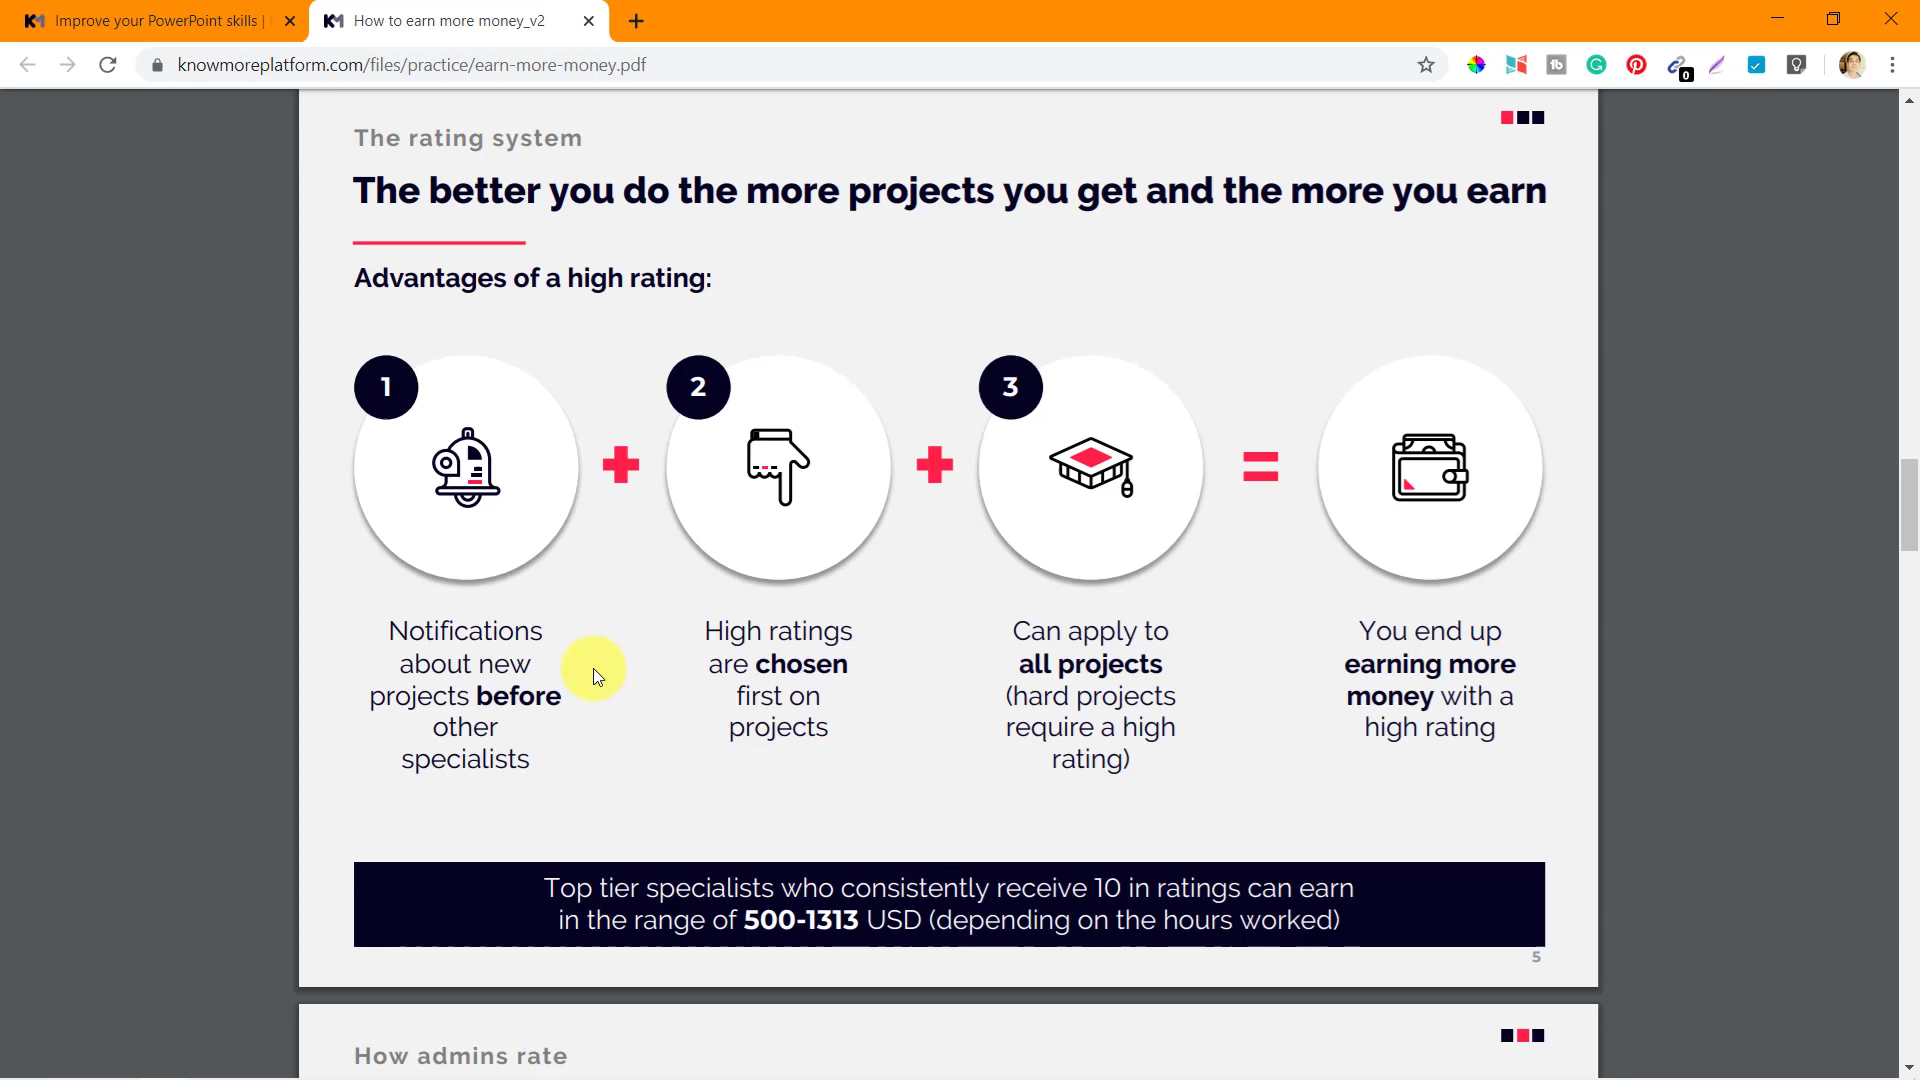 Improve your PowerPoint skills |
How to earn more money_v2
knowmoreplatform.com/files/practice/earn-more-money.pdf
0
The rating system
The better you do the more projects you get and the more you earn
Advantages of a high rating:
1
2
3
Notifications
about new
projects before
other
specialists
High ratings
are chosen
first on
projects
Can apply to
all projects
(hard projects
require a high
rating)
You end up
earning more
money with a
high rating
Top tier specialists who consistently receive 10 in ratings can earn
in the range of 500-1313 USD (depending on the hours worked)
5
How admins rate